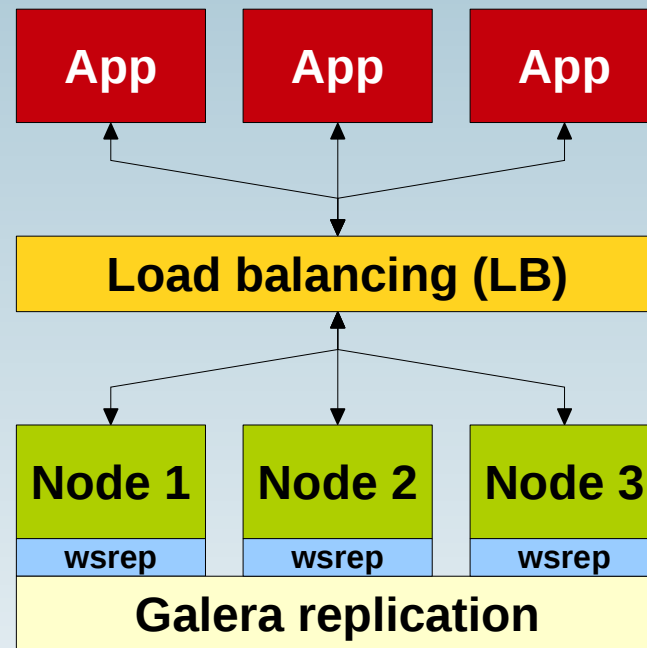 App App App
Load balancing (LB)
Node 1 Node 2 Node 3
wsrep wsrep wsrep
Galera replication